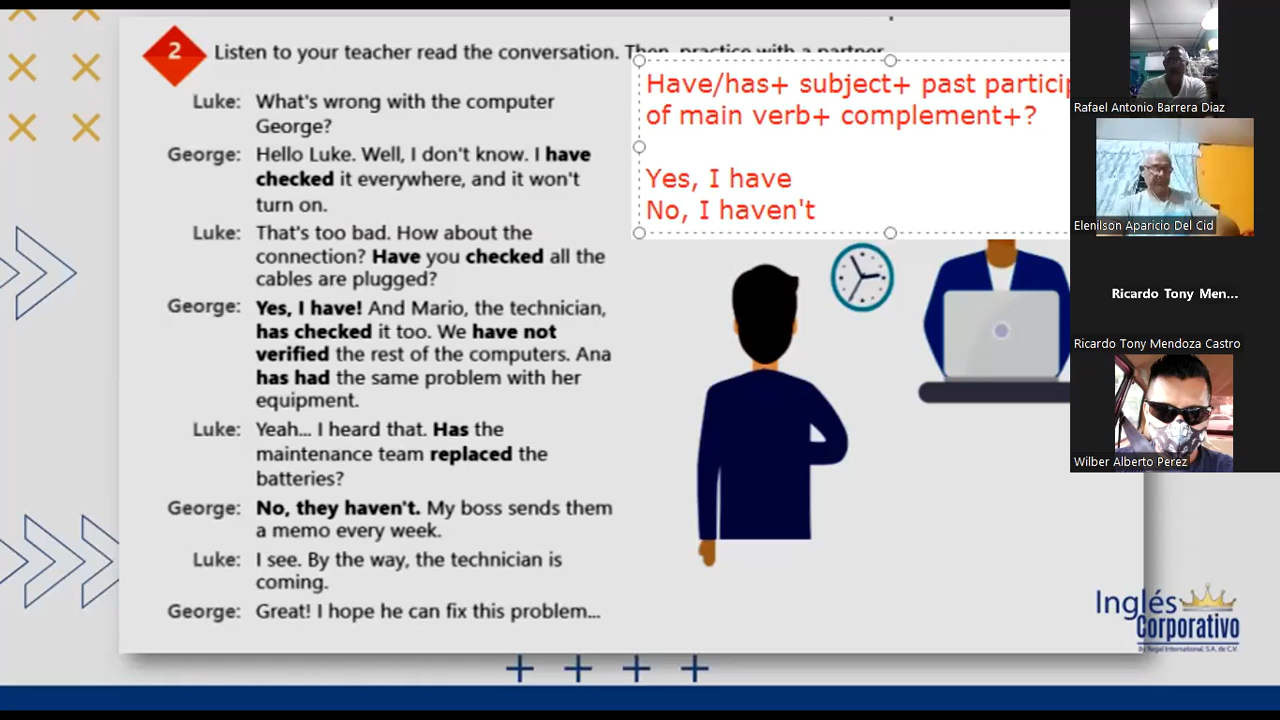 2
Listen to your teacher read the conversation. Then, practice with a partner
Have/has+ subject+ past particip
of main verb+ complement+?
Yes, I have
No, I haven't
Luke: What's wrong with the computer
George?
George: Hello Luke. Well, I don't know. I have
checked it everywhere, and it won't
turn on.
Luke: That's too bad. How about the
connection? Have you checked all the
cables are plugged?
George: Yes, I have! And Mario, the technician,
has checked it too. We have not
verified the rest of the computers. Ana
has had the same problem with her
equipment.
Luke: Yeah... I heard that. Has the
maintenance team replaced the
batteries?
George: No, they haven't. My boss sends them
a memo every week.
Luke: I see. By the way, the technician is
coming.
George: Great! I hope he can fix this problem...
Rafael Antonio Barrera Diaz
Elenilson Aparicio Del Cid
Ricardo Tony Men...
Ricardo Tony Mendoza Castro
Wilber Alberto Perez
Inglés
Corporativo
By Regal International, S.A. de C.V.